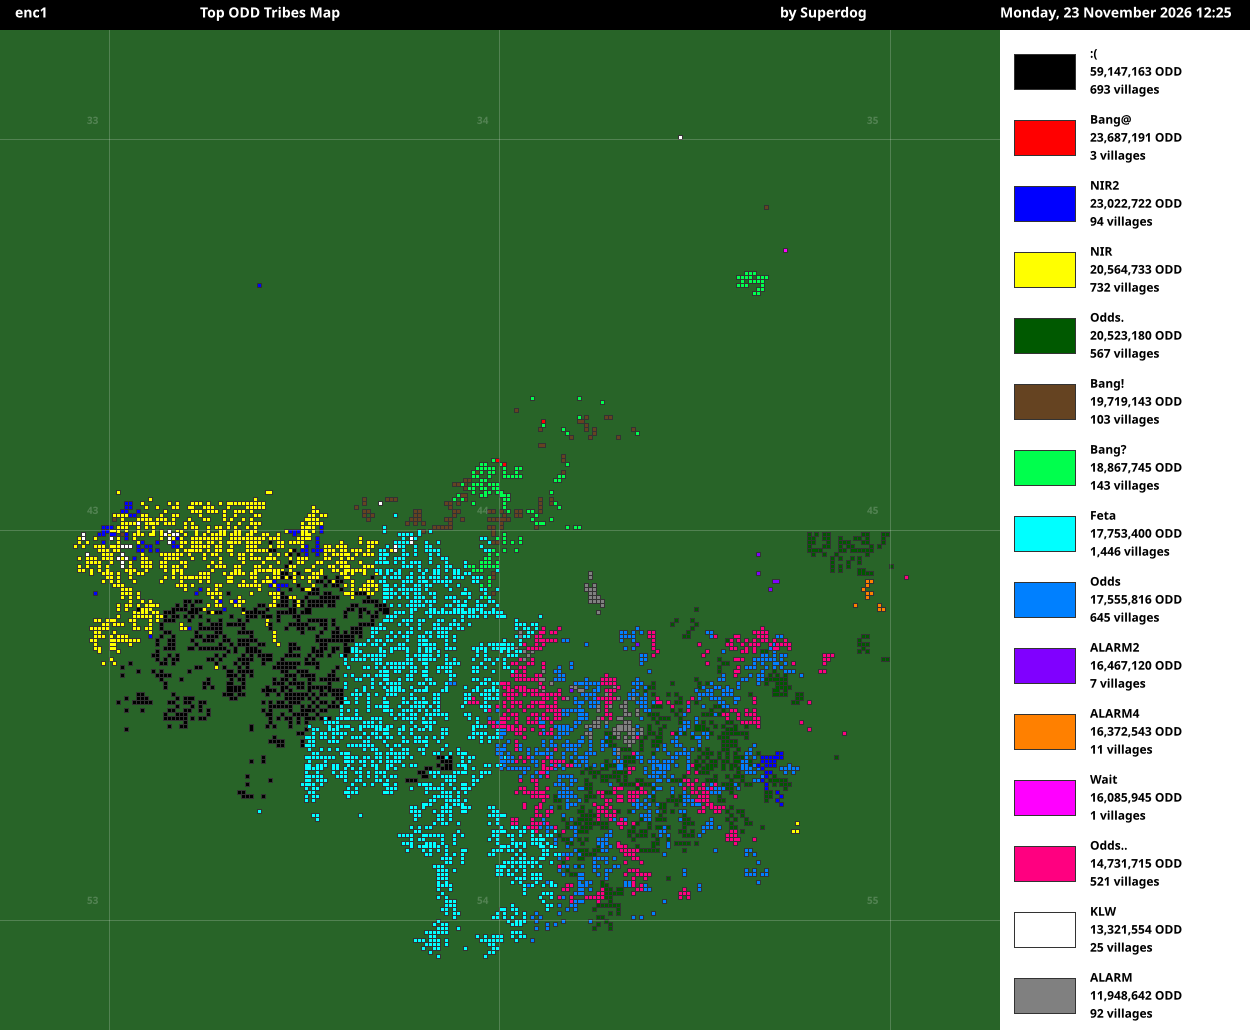 enc1 Top ODD Tribes Map by Superdog Monday, 23 November 2026 12:25
:(
59,147,163 ODD
693 villages
Bang@
23,687,191 ODD
3 villages
NIR2
23,022,722 ODD
94 villages
NIR
20,564,733 ODD
732 villages
Odds.
20,523,180 ODD
567 villages
Bang!
19,719,143 ODD
103 villages
Bang?
18,867,745 ODD
143 villages
Feta
17,753,400 ODD
1,446 villages
Odds
17,555,816 ODD
645 villages
ALARM2
16,467,120 ODD
7 villages
ALARM4
16,372,543 ODD
11 villages
Wait
16,085,945 ODD
1 villages
Odds..
14,731,715 ODD
521 villages
KLW
13,321,554 ODD
25 villages
ALARM
11,948,642 ODD
92 villages
33 34 35
43 44 45
53 54 55